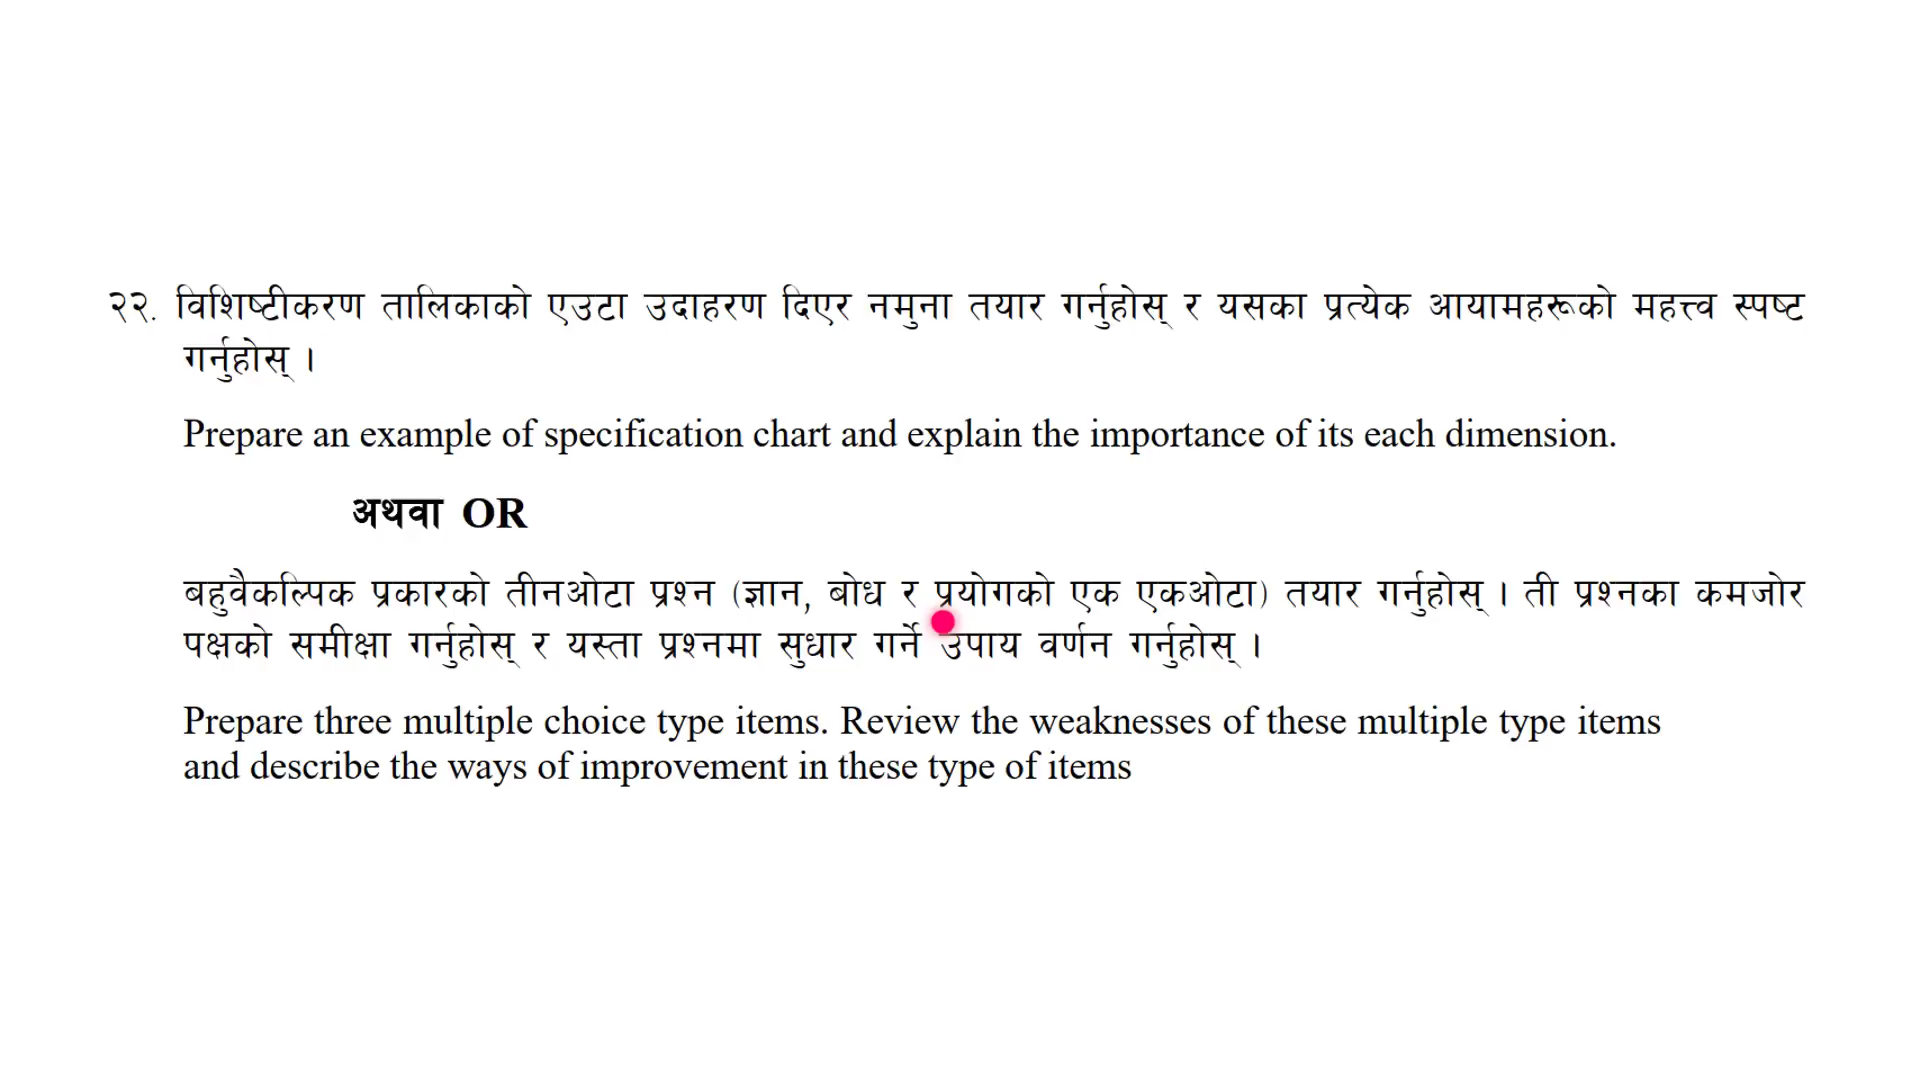 २२. विशिष्टीकरण तालिकाको एउटा उदाहरण दिएर नमुना तयार गर्नुहोस् र यसका प्रत्येक आयामहरूको महत्त्व स्पष्ट
गर्नुहोस् ।
Prepare an example of specification chart and explain the importance of its each dimension.
अथवा OR
बहुवैकल्पिक प्रकारको तीनओटा प्रश्न (ज्ञान, बोध र प्रयोगको एक एकओटा) तयार गर्नुहोस् । ती प्रश्नका कमजोर
पक्षको समीक्षा गर्नुहोस् र यस्ता प्रश्नमा सुधार गर्ने उपाय वर्णन गर्नुहोस् ।
Prepare three multiple choice type items. Review the weaknesses of these multiple type items
and describe the ways of improvement in these type of items